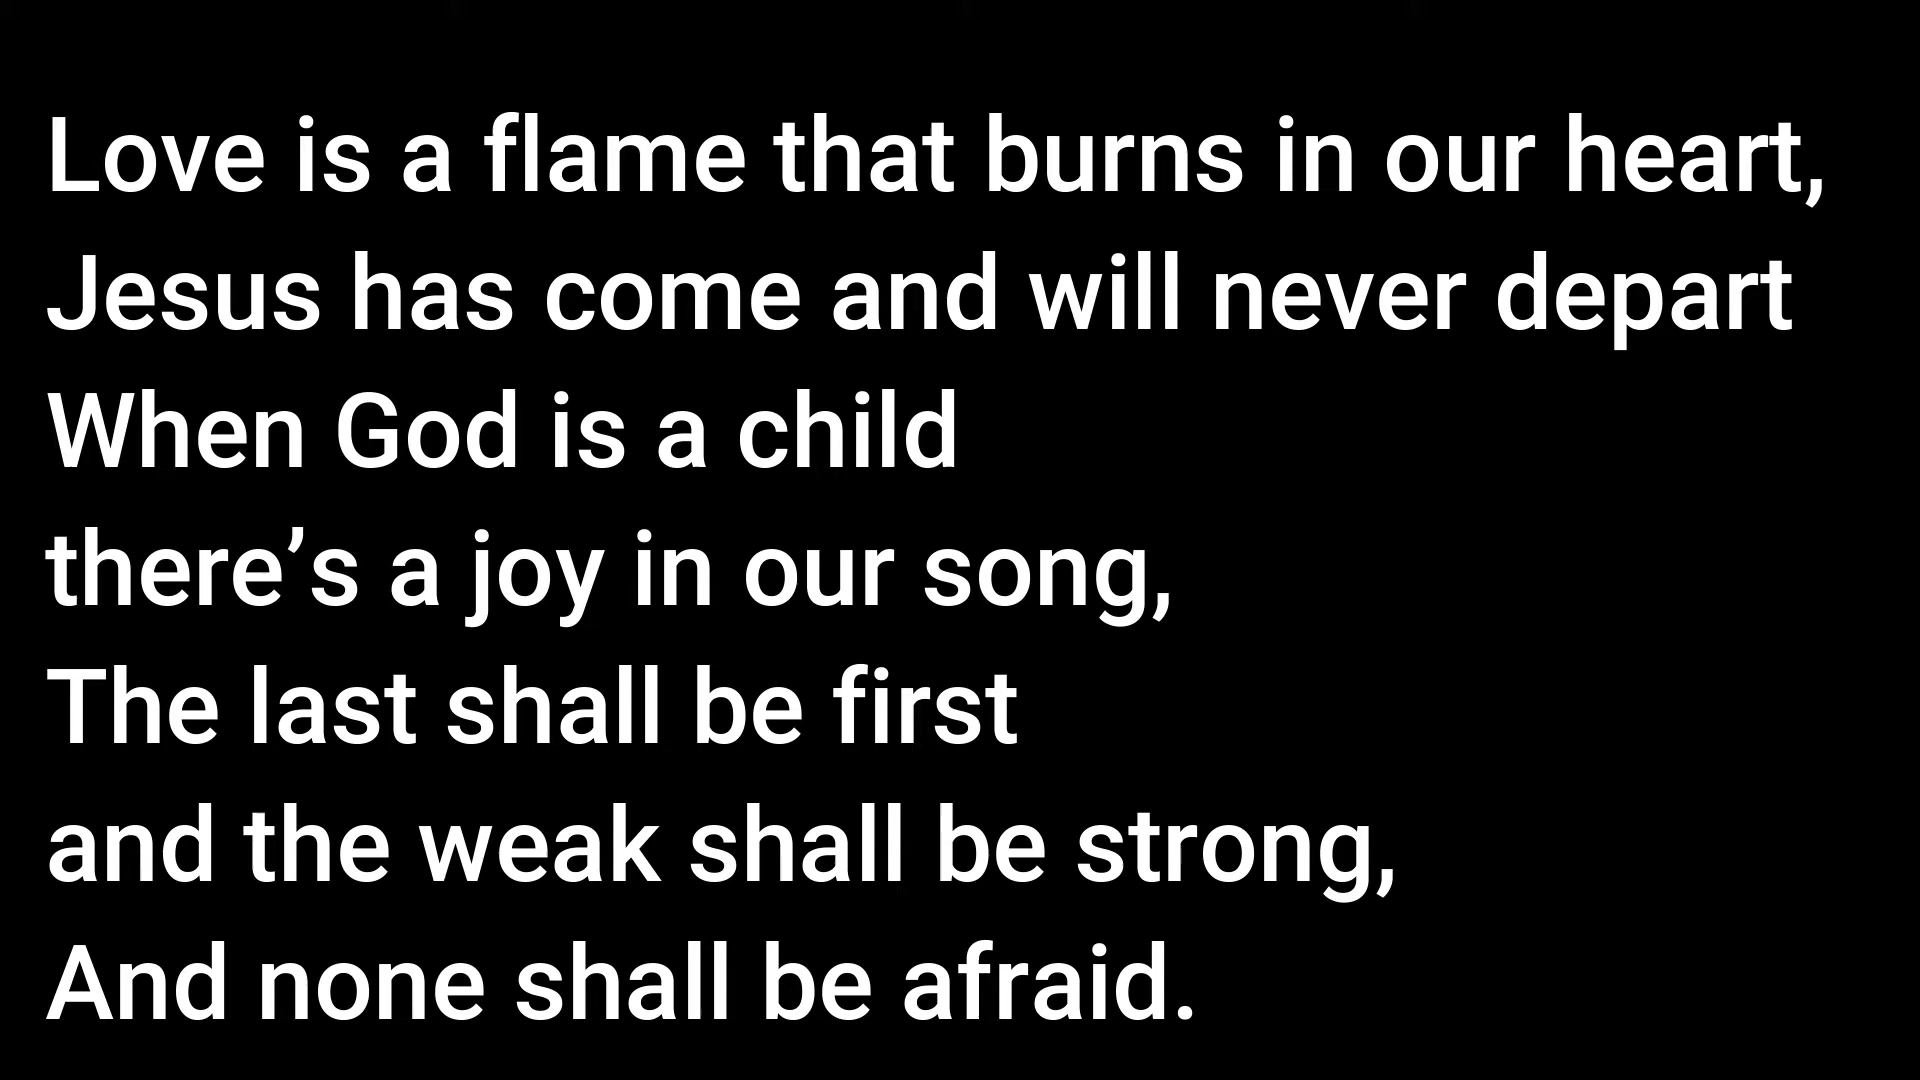 Love is a flame that burns in our heart,
Jesus has come and will never depart
When God is a child
there’s a joy in our song,
The last shall be first
and the weak shall be strong,
And none shall be afraid.